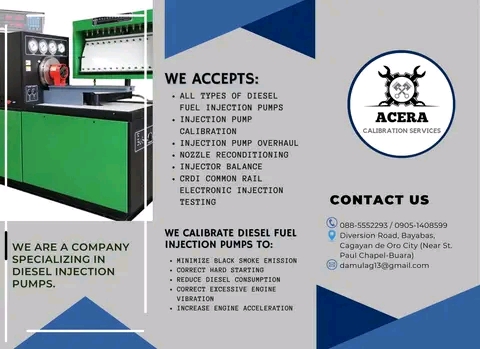 WE ARE A COMPANY
SPECIALIZING IN
DIESEL INJECTION
PUMPS.
WE ACCEPTS:
• ALL TYPES OF DIESEL
FUEL INJECTION PUMPS
• INJECTION PUMP
CALIBRATION
• INJECTION PUMP OVERHAUL
• NOZZLE RECONDITIONING
• INJECTOR BALANCE
• CRDI COMMON RAIL
ELECTRONIC INJECTION
TESTING
WE CALIBRATE DIESEL FUEL
INJECTION PUMPS TO:
• MINIMIZE BLACK SMOKE EMISSION
• CORRECT HARD STARTING
• REDUCE DIESEL CONSUMPTION
• CORRECT EXCESSIVE ENGINE
VIBRATION
• INCREASE ENGINE ACCELERATION
ACERA
CALIBRATION SERVICES
CONTACT US
088-5552293 / 0905-1408599
Diversion Road, Bayabas,
Cagayan de Oro City (Near St.
Paul Chapel-Buara)
damulag13@gmail.com